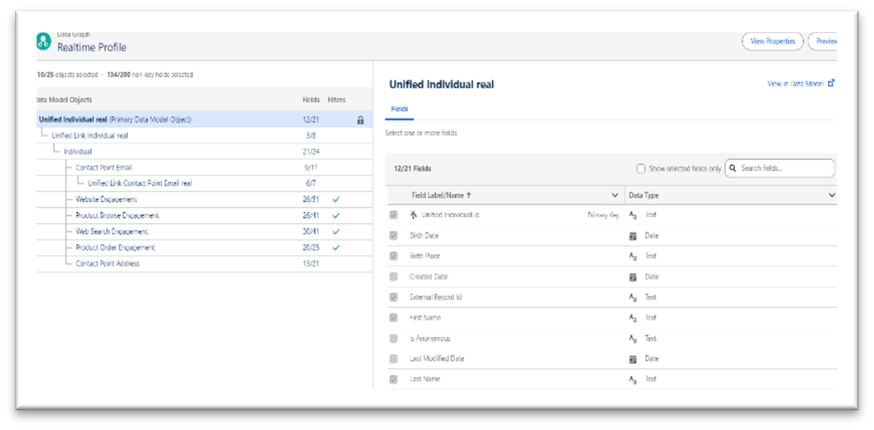 Data Graph
Realtime Profile
View Properties
Preview
10/25 objects selected • 134/200 non key fields selected
Data Model Objects Fields Filters
Unified Individual real (Primary Data Model Object) 12/21
Unified Link Individual real 5/8
Individual 21/24
Contact Point Email 9/11
Unified Link Contact Point Email real 6/7
Website Engagement 26/51
Product Browse Engagement 26/41
Web Search Engagement 30/41
Product Order Engagement 20/25
Contact Point Address 15/21
Unified Individual real
View in Data Model
Fields
Select one or more fields
12/21 Fields
Show selected fields only
Search fields...
Field Label/Name ↑ Data Type
Unified Individual Id Primary Key Text
Birth Date Date
Birth Place Text
Created Date Date
External Record Id Text
First Name Text
Is Anonymous Text
Last Modified Date Date
Last Name Text